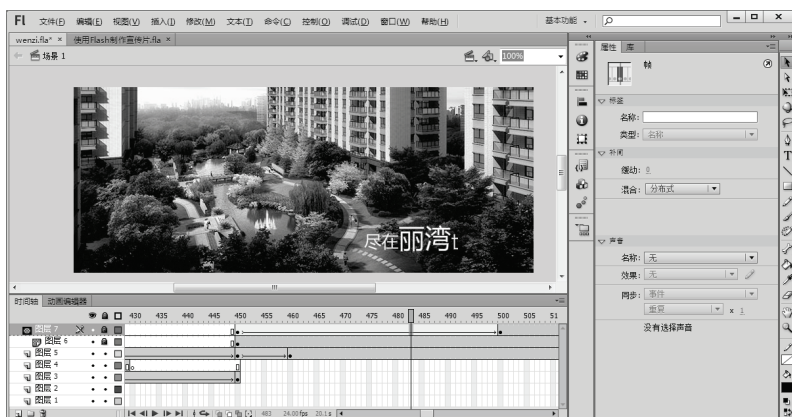 Fl 文件(F) 编辑(E) 视图(V) 插入(I) 修改(M) 文本(T) 命令(C) 控制(O) 调试(D) 窗口(W) 帮助(H) 基本功能
wenzi.fla* × 使用Flash制作宣传片.fla ×
场景 1 100%
尽在丽湾t
属性 库
帧
标签
名称:
类型: 名称
补间
缓动: 0
混合: 分布式
声音
名称: 无
效果: 无
同步: 事件
重复 x 1
没有选择声音
时间轴 动画编辑器
430 435 440 445 450 455 460 465 470 475 480 485 490 495 500 505 51
图层 7
图层 6
图层 5
图层 4
图层 3
图层 2
图层 1
483 24.00 fps 20.1 s